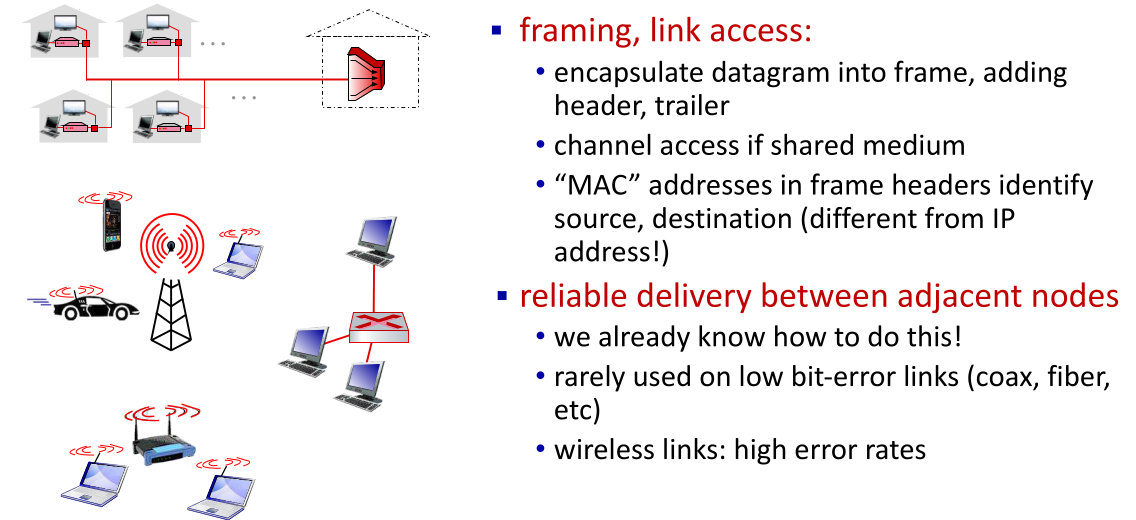 ▪ framing, link access:
• encapsulate datagram into frame, adding
header, trailer
• channel access if shared medium
• “MAC” addresses in frame headers identify
source, destination (different from IP
address!)
▪ reliable delivery between adjacent nodes
• we already know how to do this!
• rarely used on low bit-error links (coax, fiber,
etc)
• wireless links: high error rates